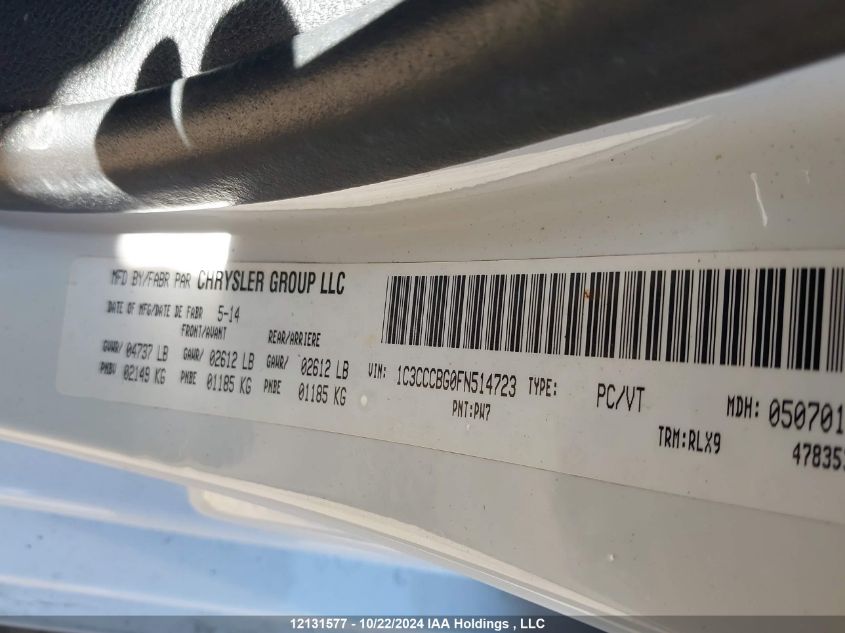 MFD BY/FABR PAR CHRYSLER GROUP LLC
DATE OF MFG/DATE DE FABR 5-14
FRONT/AVANT REAR/ARRIERE
GVWR/ 04737 LB GAWR/ 02612 LB GAWR/ 02612 LB
PNBV 02149 KG PNBE 01185 KG PNBE 01185 KG
VIN: 1C3CCCBG0FN514723 TYPE: PC/VT MDH: 050701
PNT:PW7 TRM:RLX9 47835
12131577 - 10/22/2024 IAA Holdings , LLC